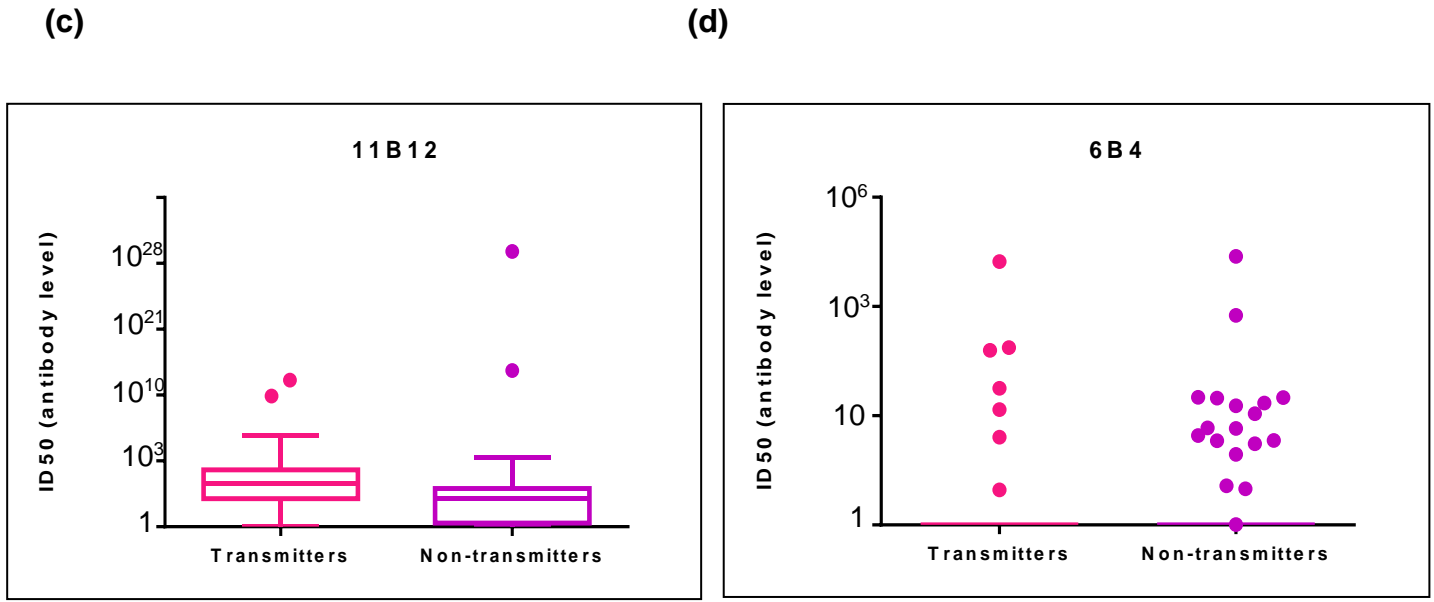 (c)
(d)
11B12
ID50 (antibody level)
10^28
10^21
10^10
10^3
1
Transmitters Non-transmitters
6B4
ID50 (antibody level)
10^6
10^3
10
1
Transmitters Non-transmitters